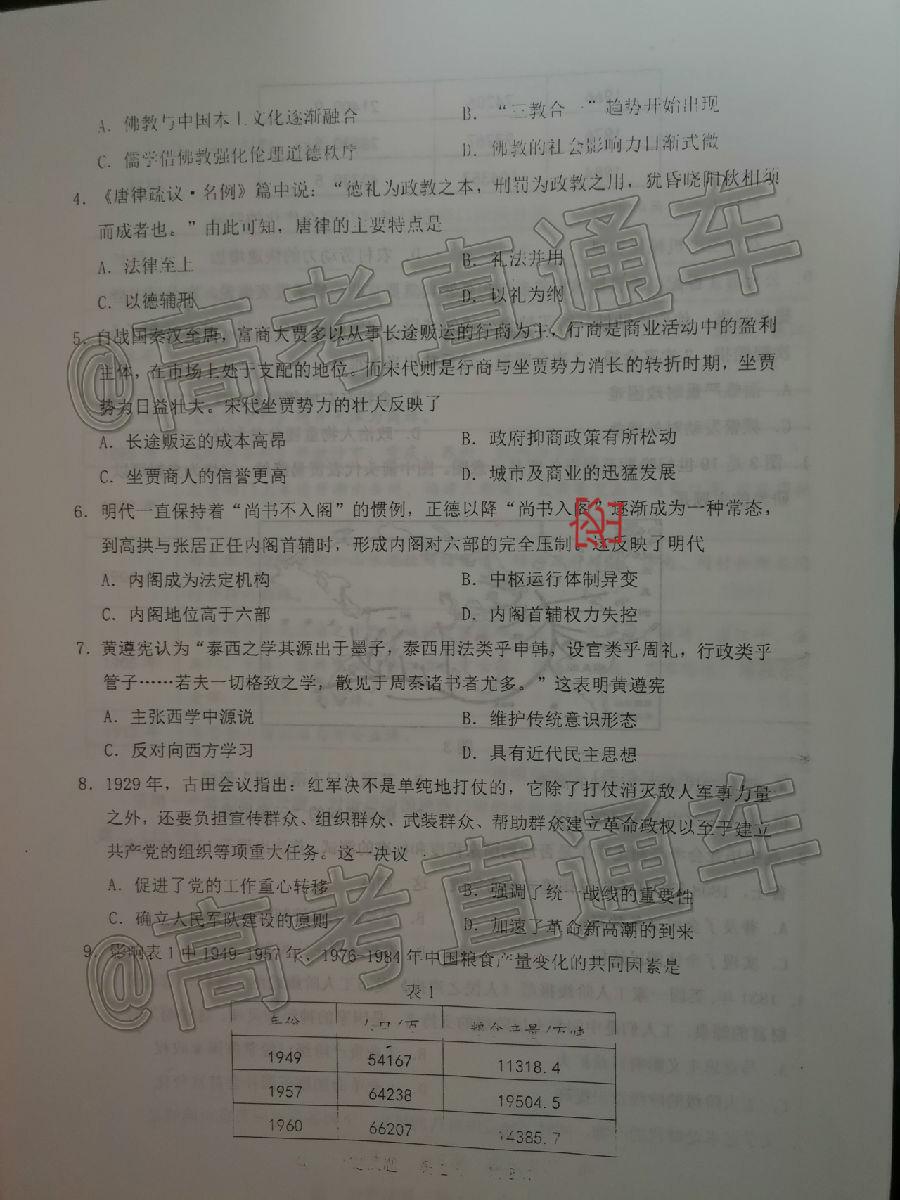 A. 佛教与中国本土文化逐渐融合 B. “三教合一”趋势开始出现
C. 儒学借佛教强化伦理道德秩序 D. 佛教的社会影响力日渐式微
4. 《唐律疏议·名例》篇中说：“德礼为政教之本，刑罚为政教之用，犹昏晓阳秋相须
而成者也。”由此可知，唐律的主要特点是
A. 法律至上 B. 礼法并用
C. 以德辅刑 D. 以礼为纲
5. 自战国秦汉至唐，富商大贾多以从事长途贩运的行商为主，行商是商业活动中的盈利
主体，在市场上处于支配的地位。而宋代则是行商与坐贾势力消长的转折时期，坐贾
势力日益壮大。宋代坐贾势力的壮大反映了
A. 长途贩运的成本高昂 B. 政府抑商政策有所松动
C. 坐贾商人的信誉更高 D. 城市及商业的迅猛发展
6. 明代一直保持着“尚书不入阁”的惯例，正德以降“尚书入阁”逐渐成为一种常态，
到高拱与张居正任内阁首辅时，形成内阁对六部的完全压制。这反映了明代
A. 内阁成为法定机构 B. 中枢运行体制异变
C. 内阁地位高于六部 D. 内阁首辅权力失控
7. 黄遵宪认为“泰西之学其源出于墨子，泰西用法类乎申韩，设官类乎周礼，行政类乎
管子……若夫一切格致之学，散见于周秦诸书者尤多。”这表明黄遵宪
A. 主张西学中源说 B. 维护传统意识形态
C. 反对向西方学习 D. 具有近代民主思想
8. 1929年，古田会议指出：红军决不是单纯地打仗的，它除了打仗消灭敌人军事力量
之外，还要负担宣传群众、组织群众、武装群众、帮助群众建立革命政权以至于建立
共产党的组织等项重大任务。这一决议
A. 促进了党的工作重心转移 B. 强调了统一战线的重要性
C. 确立人民军队建设的原则 D. 加速了革命新高潮的到来
9. 影响表1中1949-1957年、1976-1984年中国粮食产量变化的共同因素是
表1
年份 人口/万 粮食产量/万吨
1949 54167 11318.4
1957 64238 19504.5
1960 66207 14385.7
@高考直通车
@高考直通车